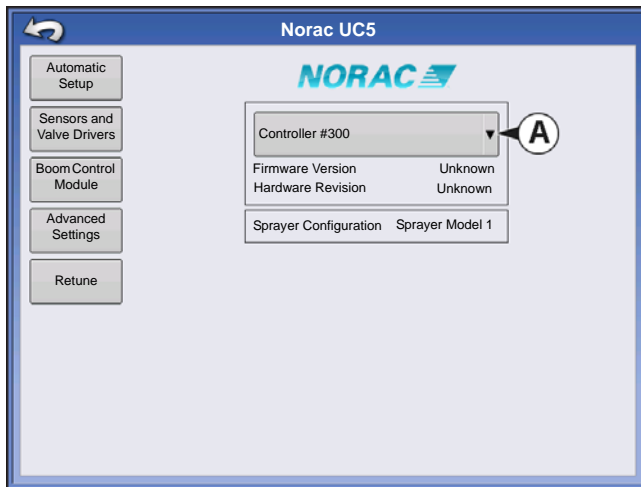 Norac UC5
Automatic
Setup
NORAC
Sensors and
Valve Drivers
Controller #300
A
Boom Control
Module
Firmware Version Unknown
Hardware Revision Unknown
Advanced
Settings
Sprayer Configuration Sprayer Model 1
Retune